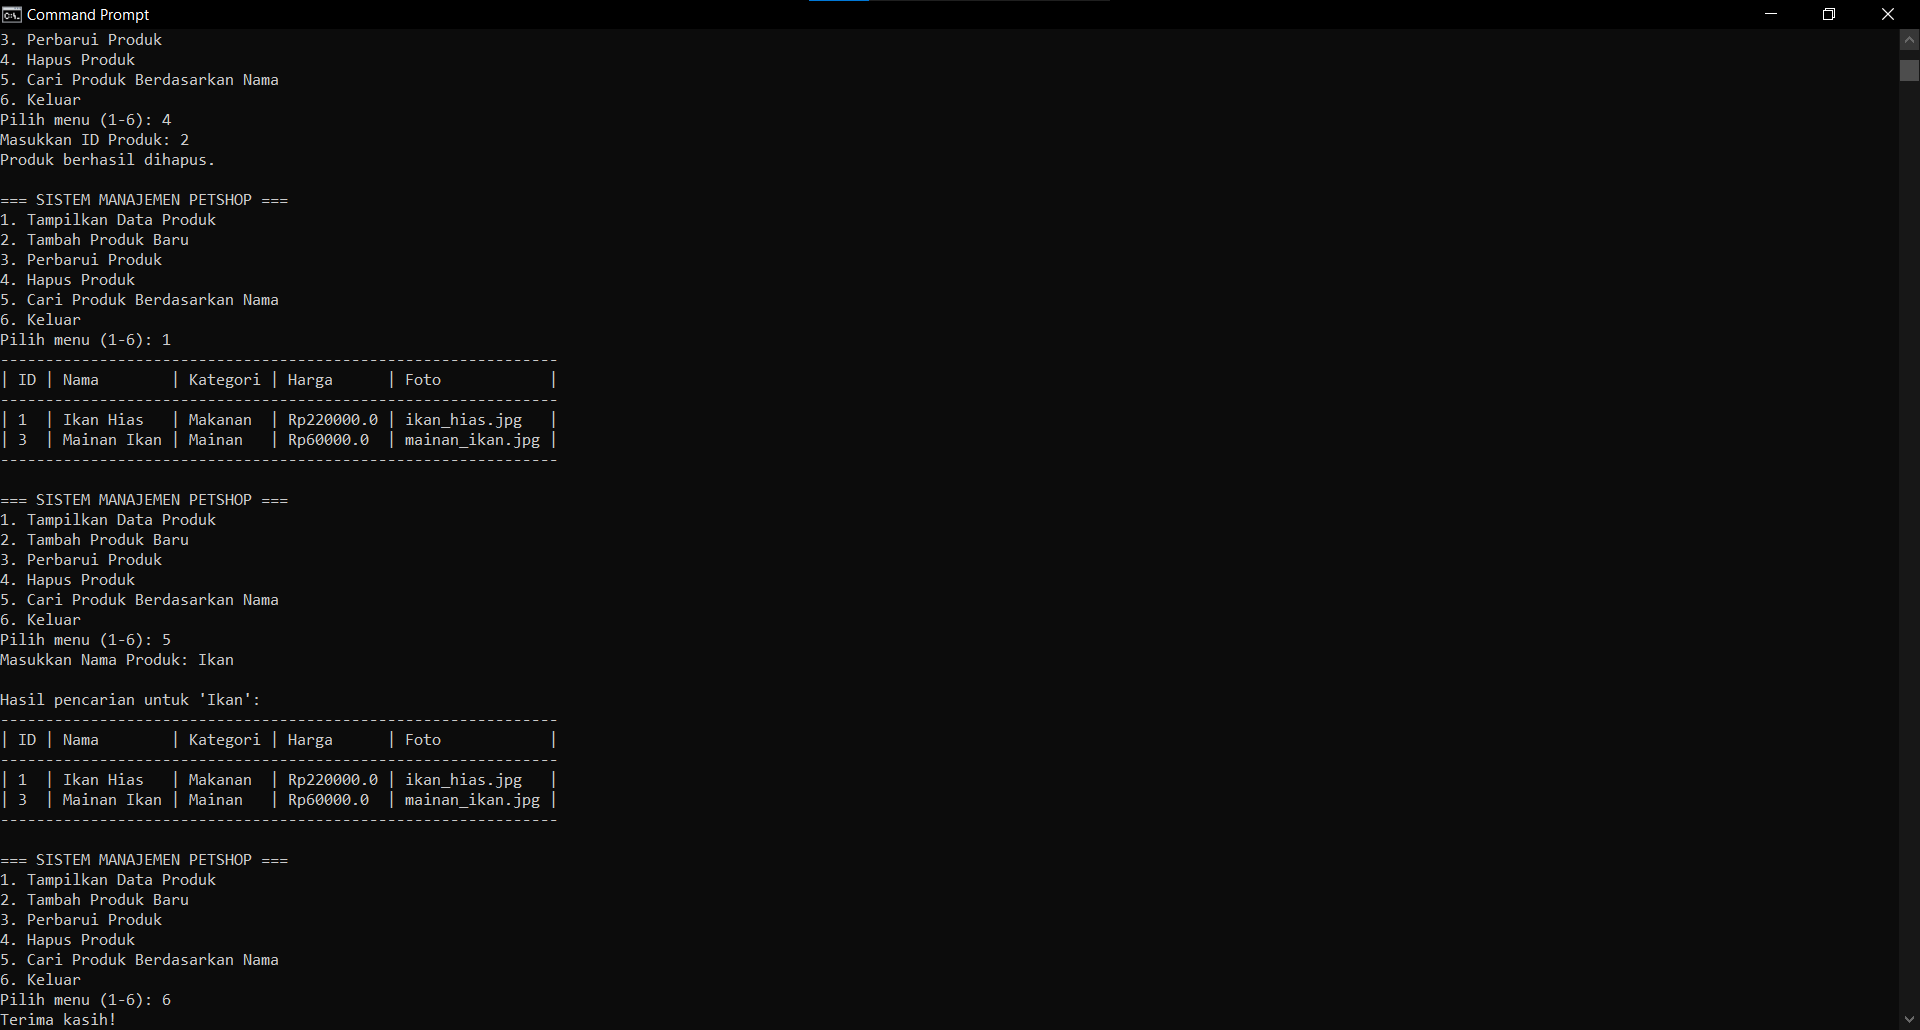 Command Prompt
3. Perbarui Produk
4. Hapus Produk
5. Cari Produk Berdasarkan Nama
6. Keluar
Pilih menu (1-6): 4
Masukkan ID Produk: 2
Produk berhasil dihapus.

=== SISTEM MANAJEMEN PETSHOP ===
1. Tampilkan Data Produk
2. Tambah Produk Baru
3. Perbarui Produk
4. Hapus Produk
5. Cari Produk Berdasarkan Nama
6. Keluar
Pilih menu (1-6): 1
--------------------------------------------------------------
| ID | Nama        | Kategori | Harga      | Foto            |
--------------------------------------------------------------
| 1  | Ikan Hias   | Makanan  | Rp220000.0 | ikan_hias.jpg   |
| 3  | Mainan Ikan | Mainan   | Rp60000.0  | mainan_ikan.jpg |
--------------------------------------------------------------

=== SISTEM MANAJEMEN PETSHOP ===
1. Tampilkan Data Produk
2. Tambah Produk Baru
3. Perbarui Produk
4. Hapus Produk
5. Cari Produk Berdasarkan Nama
6. Keluar
Pilih menu (1-6): 5
Masukkan Nama Produk: Ikan

Hasil pencarian untuk 'Ikan':
--------------------------------------------------------------
| ID | Nama        | Kategori | Harga      | Foto            |
--------------------------------------------------------------
| 1  | Ikan Hias   | Makanan  | Rp220000.0 | ikan_hias.jpg   |
| 3  | Mainan Ikan | Mainan   | Rp60000.0  | mainan_ikan.jpg |
--------------------------------------------------------------

=== SISTEM MANAJEMEN PETSHOP ===
1. Tampilkan Data Produk
2. Tambah Produk Baru
3. Perbarui Produk
4. Hapus Produk
5. Cari Produk Berdasarkan Nama
6. Keluar
Pilih menu (1-6): 6
Terima kasih!